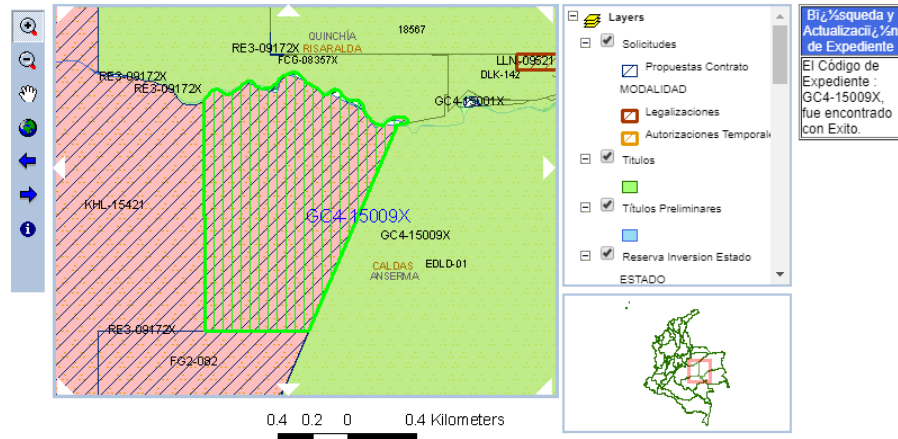 18567
QUINCHÍA
RE3-09172X RISARALDA
FCG-08357X
LLN-09521
DLK-142
RE3-09172X
RE3-09172X
GC4-15001X
KHL-15421
GC4-15009X
GC4-15009X
CALDAS EDLD-01
ANSERMA
RE3-09172X
FG2-082
0.4 0.2 0 0.4 Kilometers
Layers
Solicitudes
Propuestas Contrato
MODALIDAD
Legalizaciones
Autorizaciones Temporale
Titulos
Títulos Preliminares
Reserva Inversion Estado
ESTADO
Bï¿½squeda y
Actualizaciï¿½n
de Expediente
El Código de
Expediente :
GC4-15009X,
fue encontrado
con Exito.